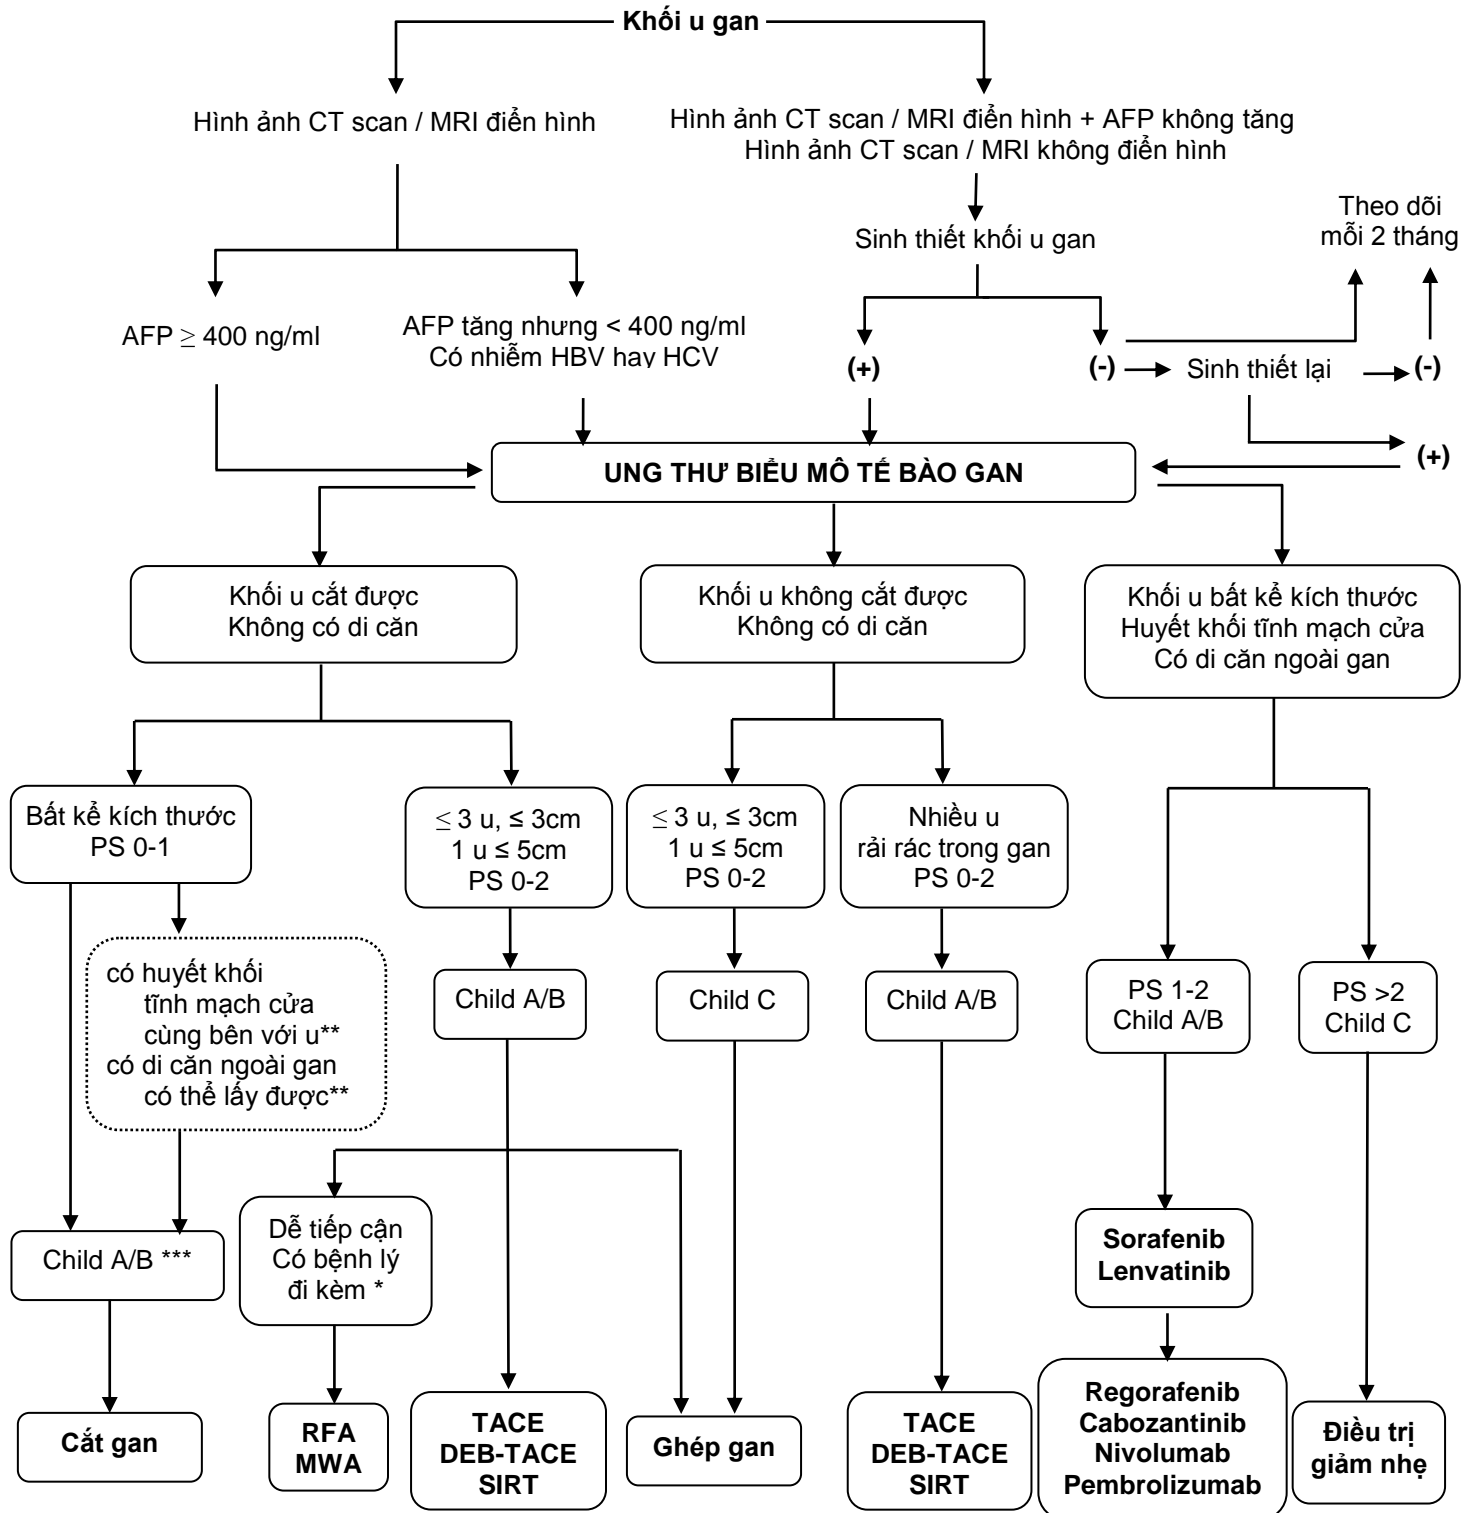 Khối u gan
Hình ảnh CT scan / MRI điển hình
Hình ảnh CT scan / MRI điển hình + AFP không tăng
Hình ảnh CT scan / MRI không điển hình
Theo dõi
mỗi 2 tháng
Sinh thiết khối u gan
AFP ≥ 400 ng/ml
AFP tăng nhưng < 400 ng/ml
Có nhiễm HBV hay HCV
(+)
(-)
Sinh thiết lại
(-)
(+)
UNG THƯ BIỂU MÔ TẾ BÀO GAN
Khối u cắt được
Không có di căn
Khối u không cắt được
Không có di căn
Khối u bất kể kích thước
Huyết khối tĩnh mạch cửa
Có di căn ngoài gan
Bất kể kích thước
PS 0-1
≤ 3 u, ≤ 3cm
1 u ≤ 5cm
PS 0-2
≤ 3 u, ≤ 3cm
1 u ≤ 5cm
PS 0-2
Nhiều u
rải rác trong gan
PS 0-2
có huyết khối
tĩnh mạch cửa
cùng bên với u**
có di căn ngoài gan
có thể lấy được**
Child A/B
Child C
Child A/B
PS 1-2
Child A/B
PS >2
Child C
Child A/B ***
Dễ tiếp cận
Có bệnh lý
đi kèm *
Sorafenib
Lenvatinib
Cắt gan
RFA
MWA
TACE
DEB-TACE
SIRT
Ghép gan
TACE
DEB-TACE
SIRT
Regorafenib
Cabozantinib
Nivolumab
Pembrolizumab
Điều trị
giảm nhẹ